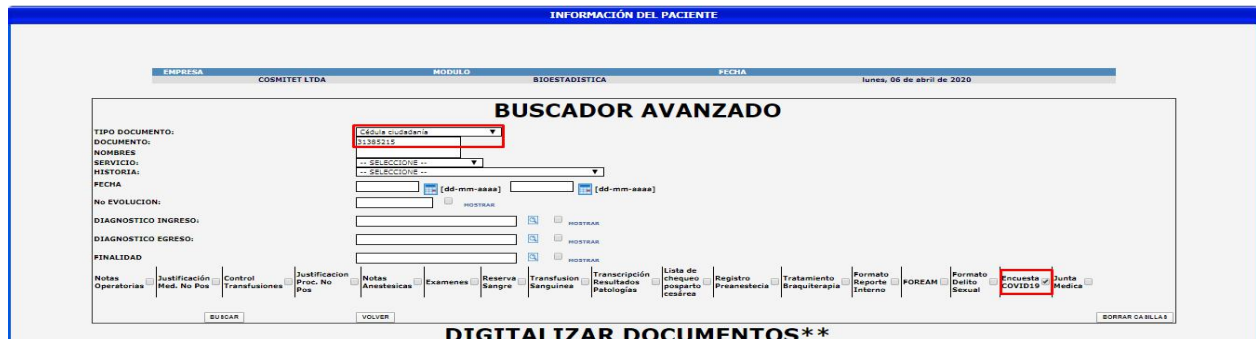 INFORMACIÓN DEL PACIENTE
EMPRESA MODULO FECHA
COSMITET LTDA BIOESTADISTICA lunes, 06 de abril de 2020
BUSCADOR AVANZADO
TIPO DOCUMENTO: Cédula ciudadanía
DOCUMENTO: 31385215
NOMBRES
SERVICIO: -- SELECCIONE --
HISTORIA: -- SELECCIONE --
FECHA [dd-mm-aaaa] [dd-mm-aaaa]
No EVOLUCION: MOSTRAR
DIAGNOSTICO INGRESO: MOSTRAR
DIAGNOSTICO EGRESO: MOSTRAR
FINALIDAD MOSTRAR
Notas Operatorias Justificación Med. No Pos Control Transfusiones Justificacion Proc. No Pos Notas Anestesicas Examenes Reserva Sangre Transfusion Sanguinea Transcripción Resultados Patologías Lista de chequeo posparto cesárea Registro Preanestecia Tratamiento Braquiterapia Formato Reporte Interno FOREAM Formato Delito Sexual Encuesta COVID19 Junta Medica
BUSCAR VOLVER BORRAR CASILLAS
DIGITALIZAR DOCUMENTOS**